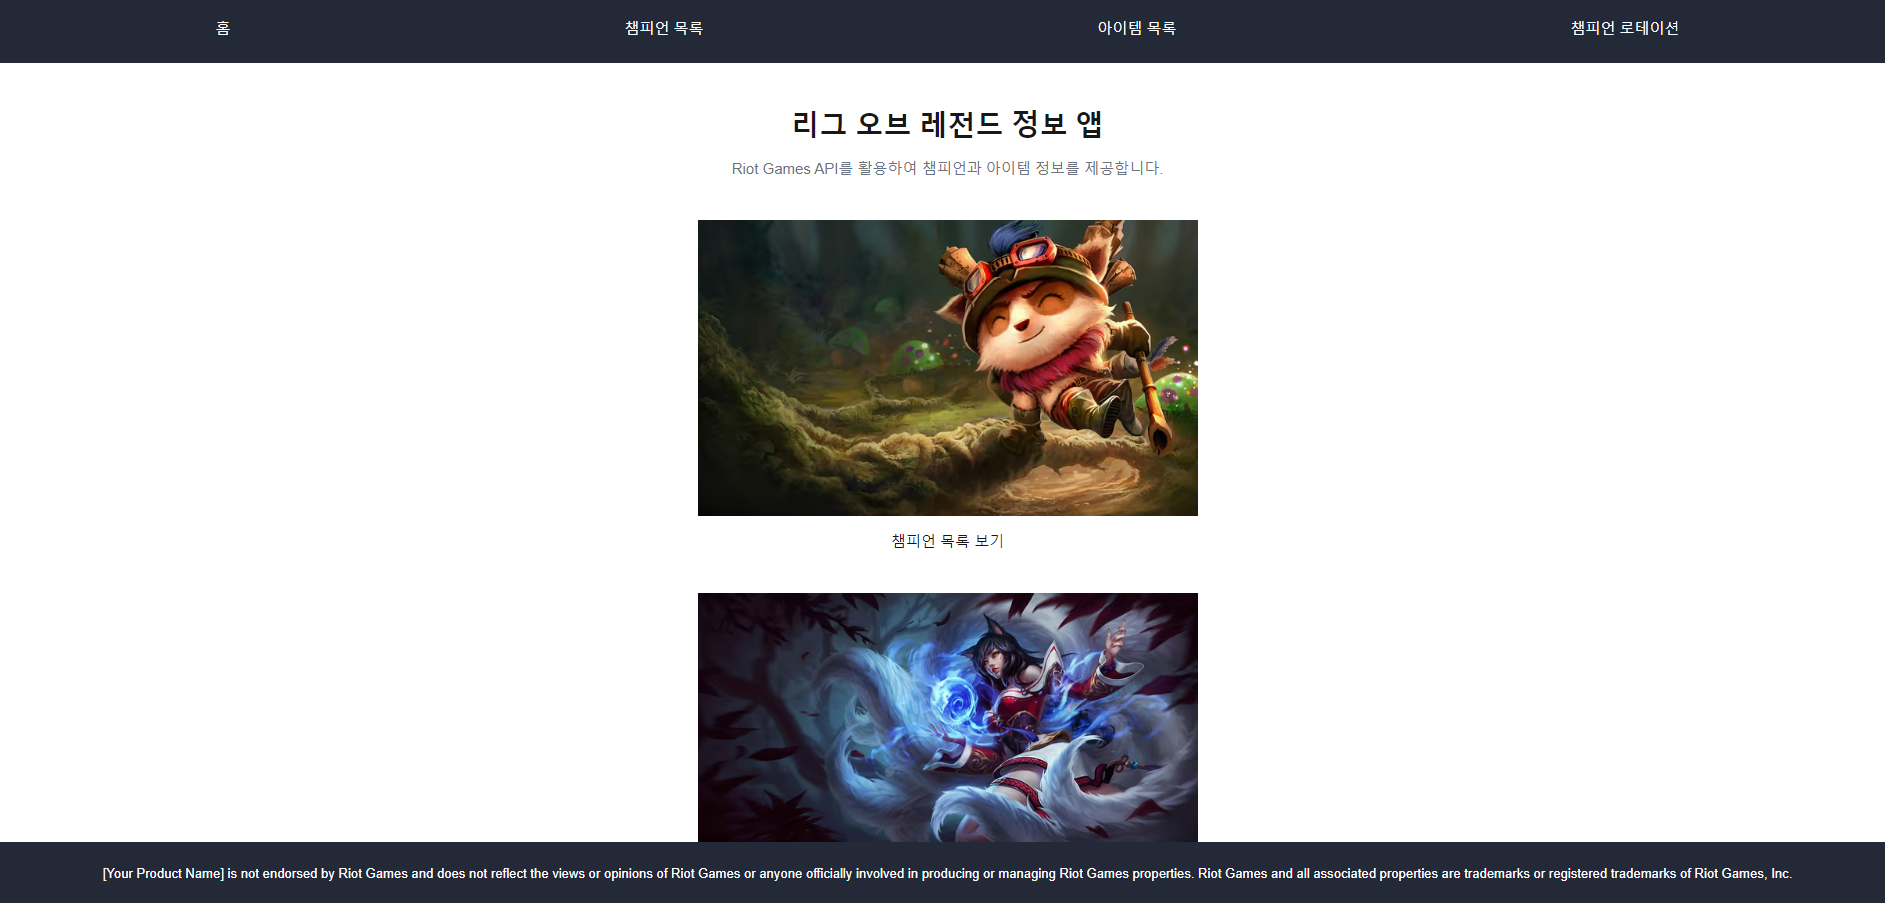 홈 챔피언 목록 아이템 목록 챔피언 로테이션
리그 오브 레전드 정보 앱
Riot Games API를 활용하여 챔피언과 아이템 정보를 제공합니다.
챔피언 목록 보기
[Your Product Name] is not endorsed by Riot Games and does not reflect the views or opinions of Riot Games or anyone officially involved in producing or managing Riot Games properties. Riot Games and all associated properties are trademarks or registered trademarks of Riot Games, Inc.